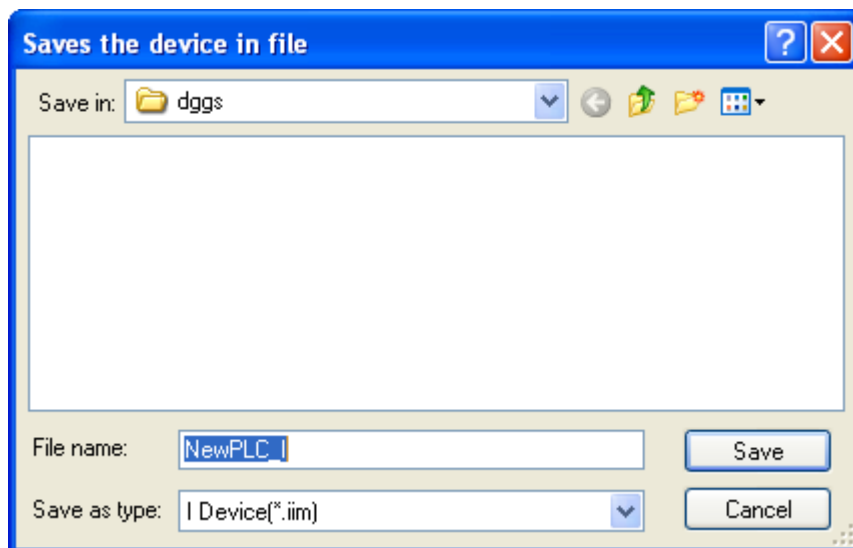 Saves the device in file
Save in: dggs
File name: NewPLC_I Save
Save as type: I Device(*.iim) Cancel